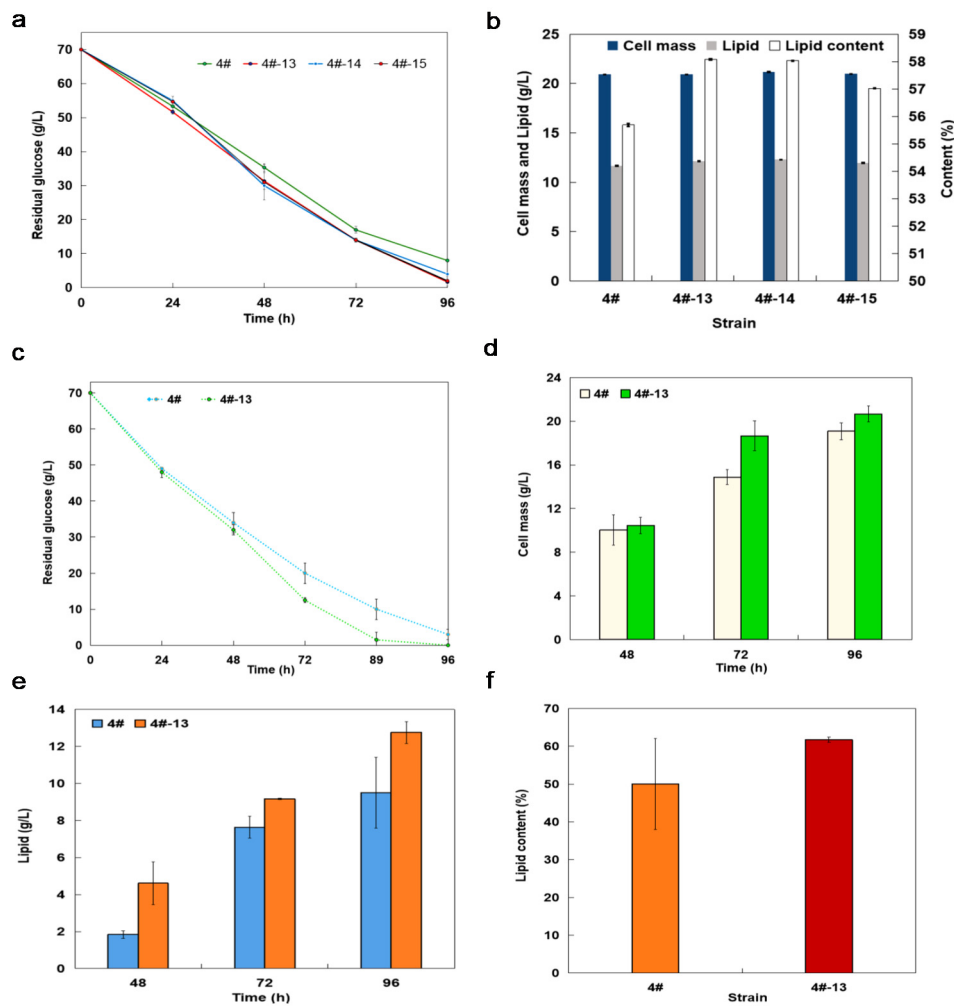 a
70
60
50
40
30
20
10
0
Residual glucose (g/L)
4# 4#-13 4#-14 4#-15
0 24 48 72 96
Time (h)
b
25
20
15
10
5
0
Cell mass and Lipid (g/L)
Cell mass Lipid Lipid content
59
58
57
56
55
54
53
52
51
50
Content (%)
4# 4#-13 4#-14 4#-15
Strain
c
70
60
50
40
30
20
10
0
Residual glucose (g/L)
4# 4#-13
0 24 48 72 89 96
Time (h)
d
24
20
16
12
8
4
0
Cell mass (g/L)
4# 4#-13
48 72 96
Time (h)
e
14
12
10
8
6
4
2
0
Lipid (g/L)
4# 4#-13
48 72 96
Time (h)
f
70
60
50
40
30
20
10
0
Lipid content (%)
4# 4#-13
Strain